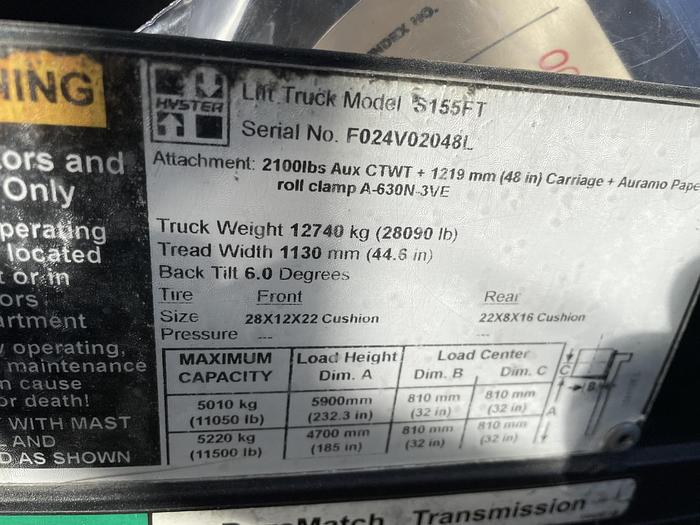 INDEX NO.
NING
HYSTER
Lift Truck Model S155FT
Serial No. F024V02048L
Attachment: 2100lbs Aux CTWT + 1219 mm (48 in) Carriage + Auramo Pape
roll clamp A-630N-3VE
Truck Weight 12740 kg (28090 lb)
Tread Width 1130 mm (44.6 in)
Back Tilt 6.0 Degrees
Tire Front Rear
Size 28X12X22 Cushion 22X8X16 Cushion
Pressure --- ---
MAXIMUM CAPACITY Load Height Dim. A Load Center Dim. B Dim. C
5010 kg (11050 lb) 5900mm (232.3 in) 810 mm (32 in) 810 mm (32 in)
5220 kg (11500 lb) 4700 mm (185 in) 810 mm (32 in) 810 mm (32 in)
C
B
A
ors and
Only
perating
located
t or in
ors
artment
operating,
maintenance
n cause
or death!
WITH MAST
AND
D AS SHOWN
DuraMatch Transmission